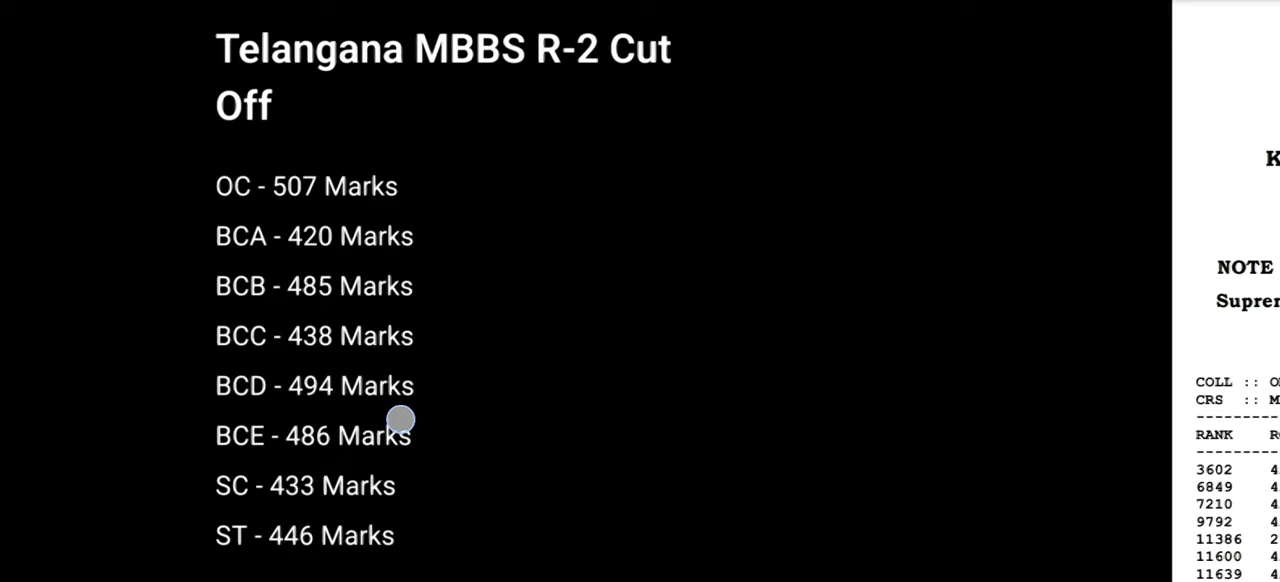 Telangana MBBS R-2 Cut
Off
OC - 507 Marks
BCA - 420 Marks
BCB - 485 Marks
BCC - 438 Marks
BCD - 494 Marks
BCE - 486 Marks
SC - 433 Marks
ST - 446 Marks
NOTE
COLL ::
CRS ::
RANK
3602
6849
7210
9792
11386
11600
11639